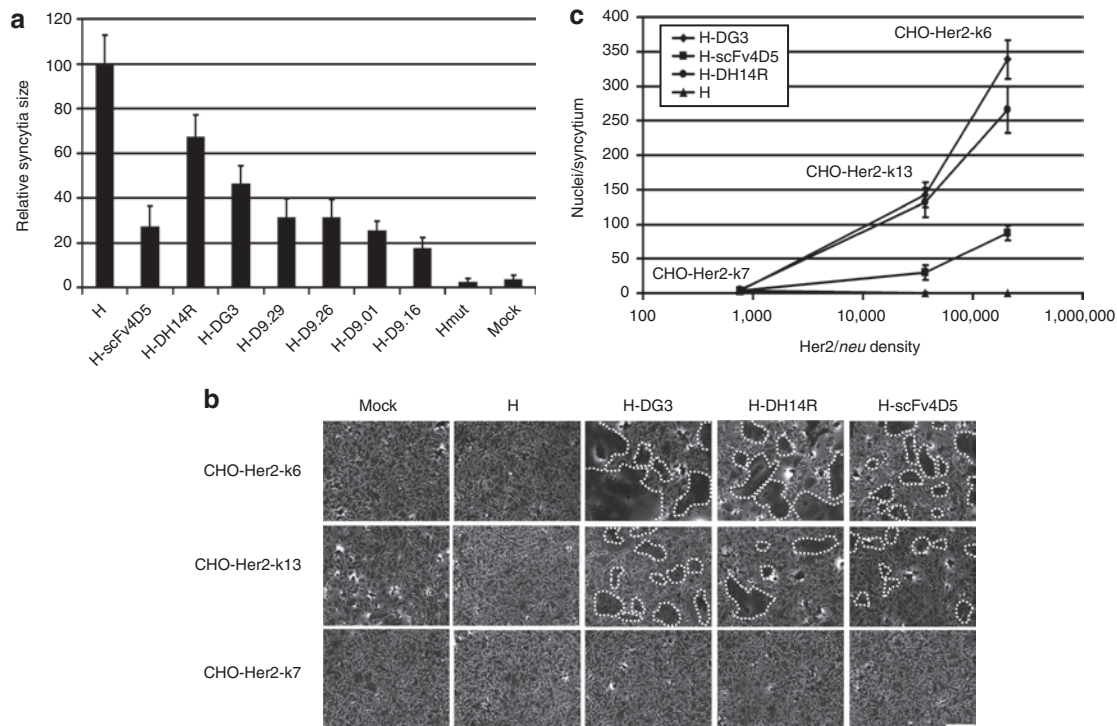 a
120
100
80
60
40
20
0
Relative syncytia size
H
H-scFv4D5
H-DH14R
H-DG3
H-D9.29
H-D9.26
H-D9.01
H-D9.16
Hmut
Mock
c
H-DG3
H-scFv4D5
H-DH14R
H
CHO-Her2-k6
CHO-Her2-k13
CHO-Her2-k7
400
350
300
250
200
150
100
50
0
Nuclei/syncytium
100 1,000 10,000 100,000 1,000,000
Her2/neu density
b
Mock H H-DG3 H-DH14R H-scFv4D5
CHO-Her2-k6
CHO-Her2-k13
CHO-Her2-k7